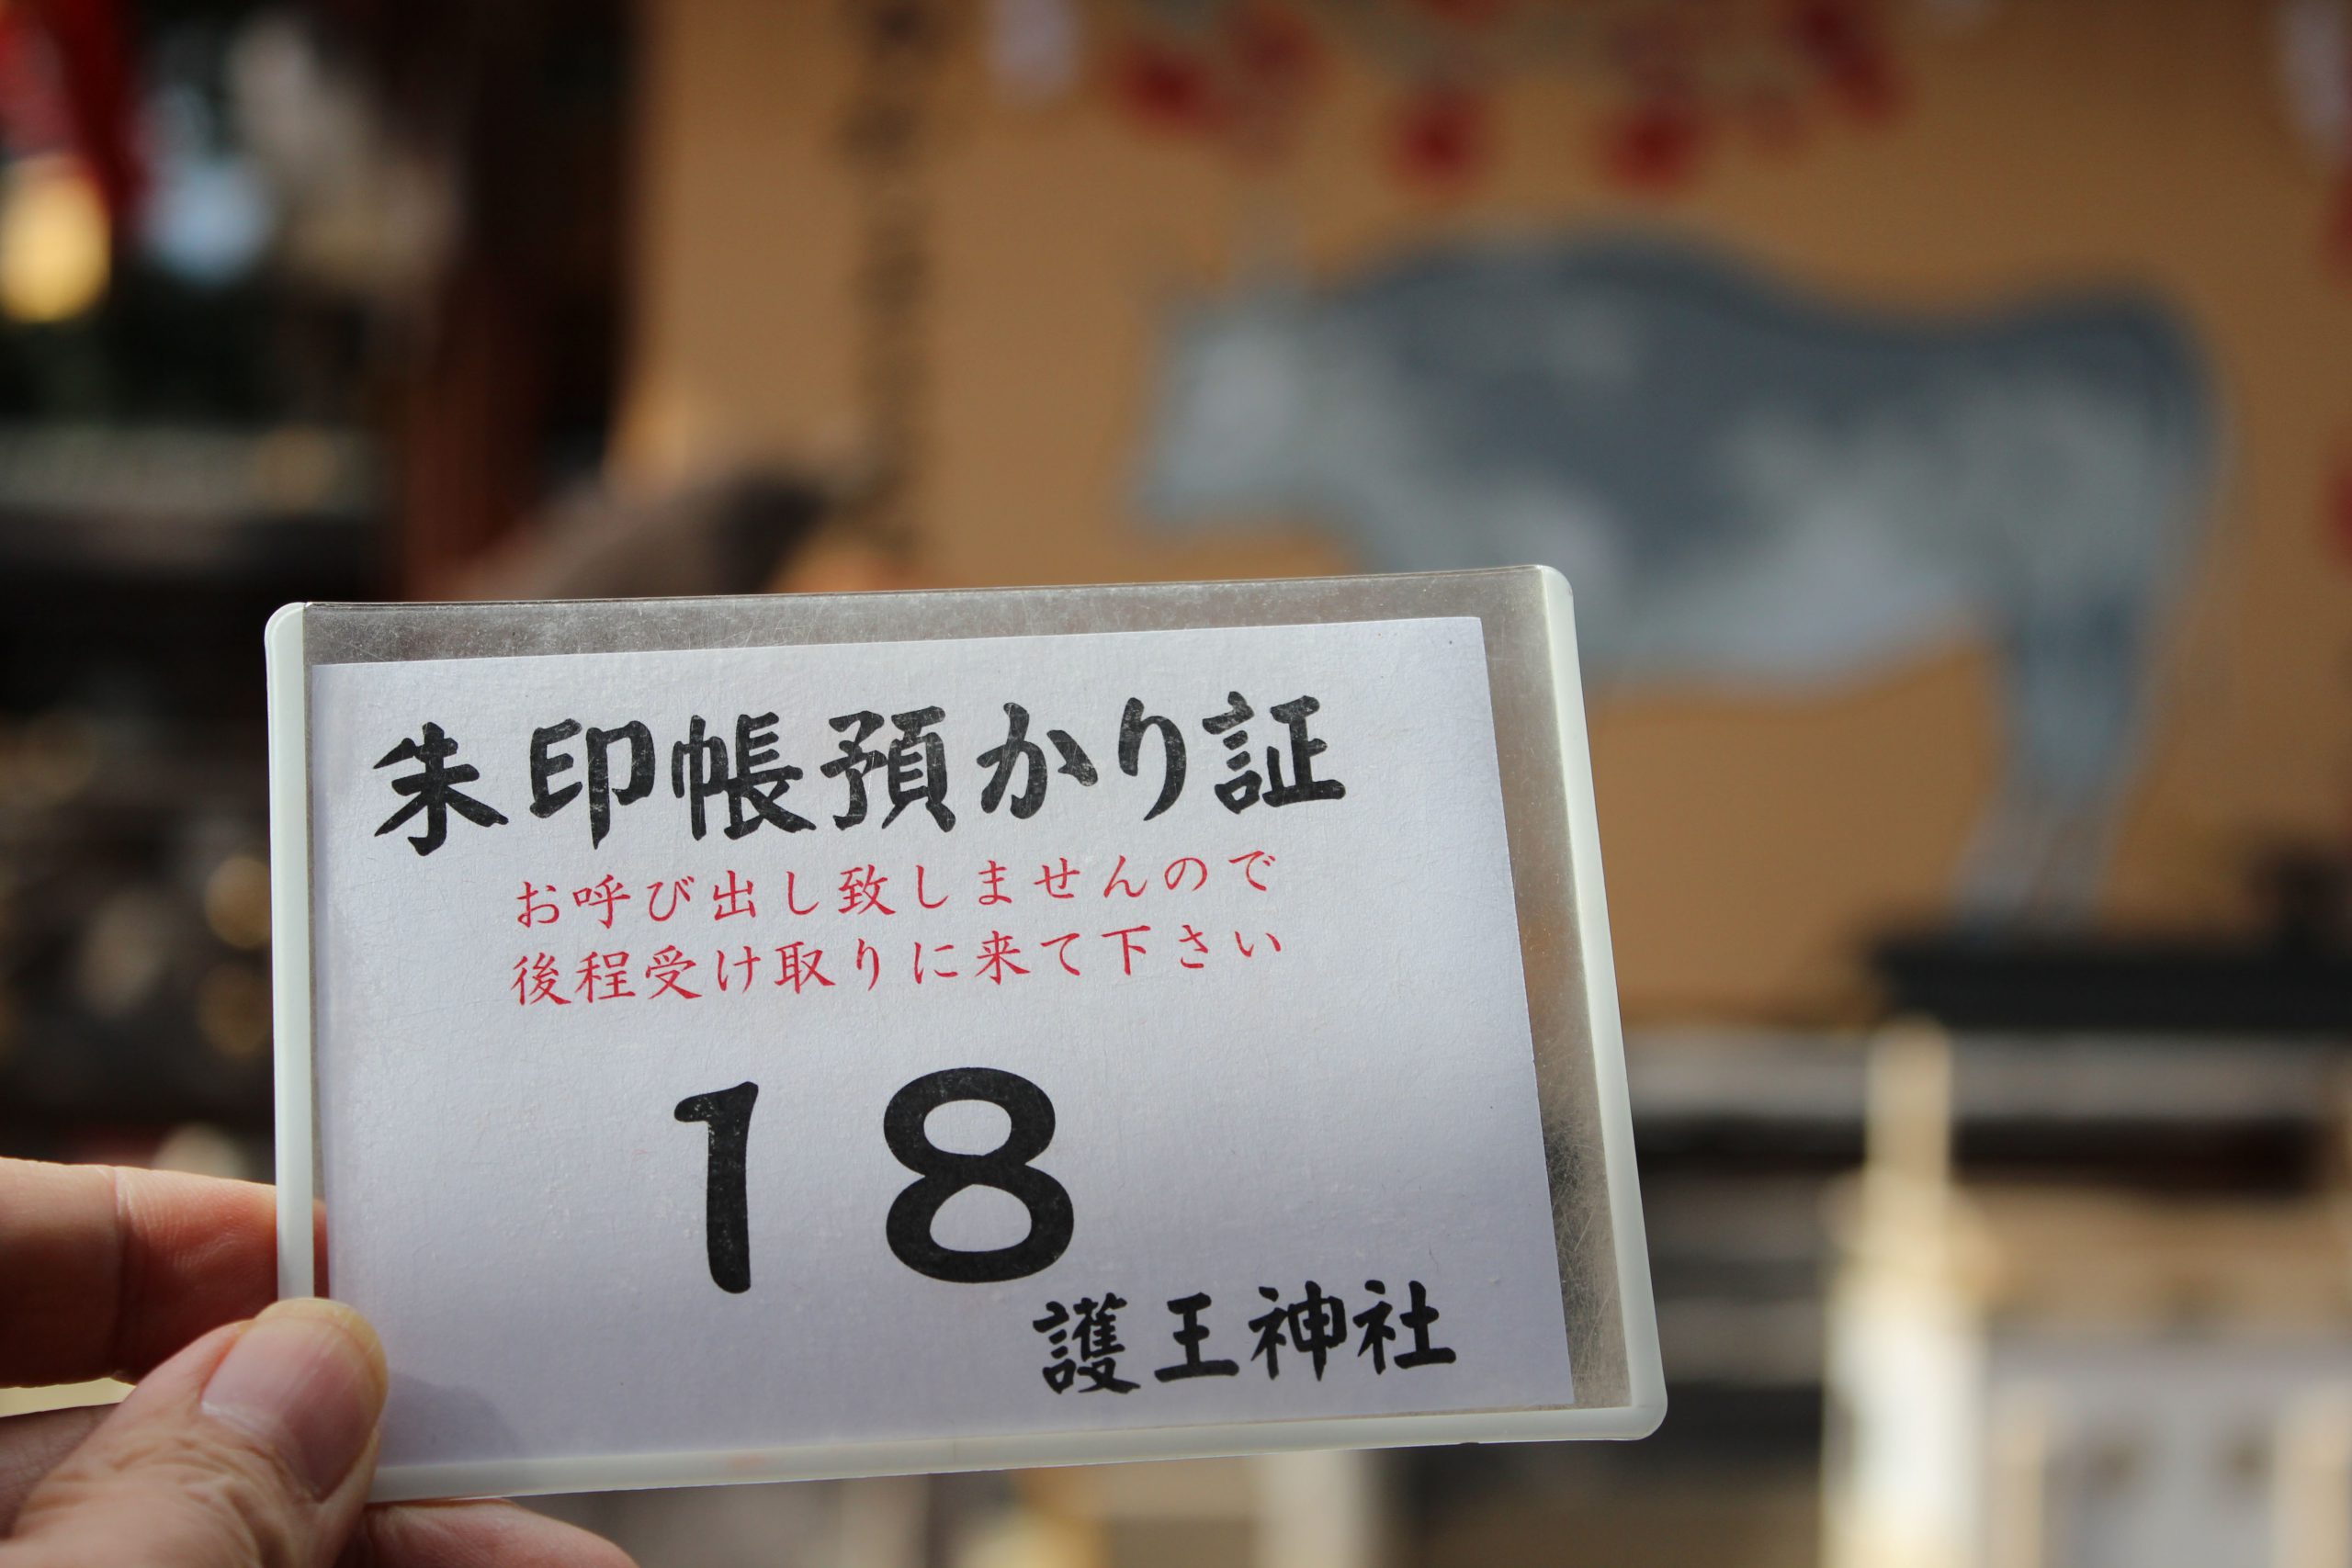 朱印帳預かり証
お呼び出し致しませんので
後程受け取りに来て下さい
18
護王神社